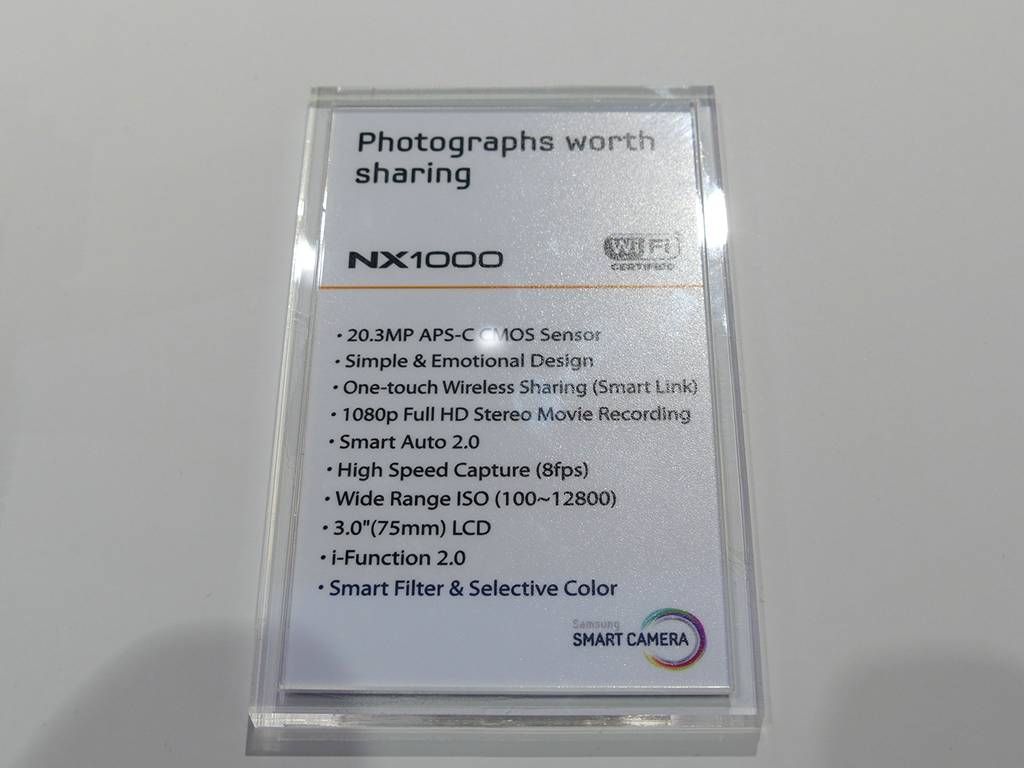 Photographs worth
sharing
NX1000
Wi Fi
CERTIFIED
• 20.3MP APS-C CMOS Sensor
• Simple & Emotional Design
• One-touch Wireless Sharing (Smart Link)
• 1080p Full HD Stereo Movie Recording
• Smart Auto 2.0
• High Speed Capture (8fps)
• Wide Range ISO (100~12800)
• 3.0"(75mm) LCD
• i-Function 2.0
• Smart Filter & Selective Color
Samsung
SMART CAMERA